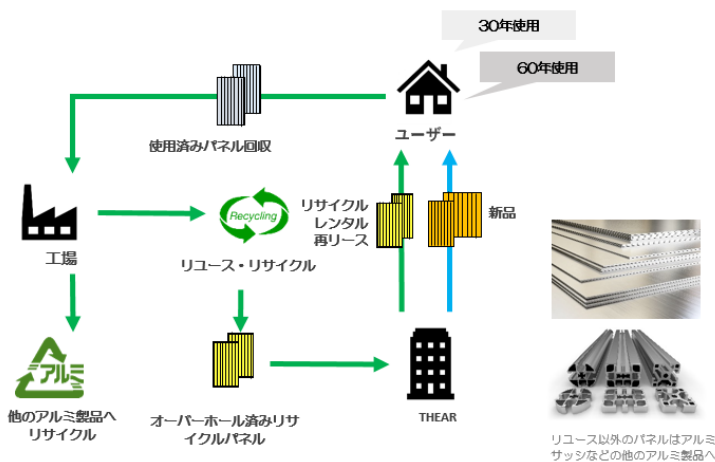 30年使用
60年使用
ユーザー
使用済みパネル回収
工場
Recycling
リユース・リサイクル
リサイクル
レンタル
再リース
新品
アルミ
他のアルミ製品へ
リサイクル
オーバーホール済みリサ
イクルパネル
THEAR
リユース以外のパネルはアルミ
サッシなどの他のアルミ製品へ